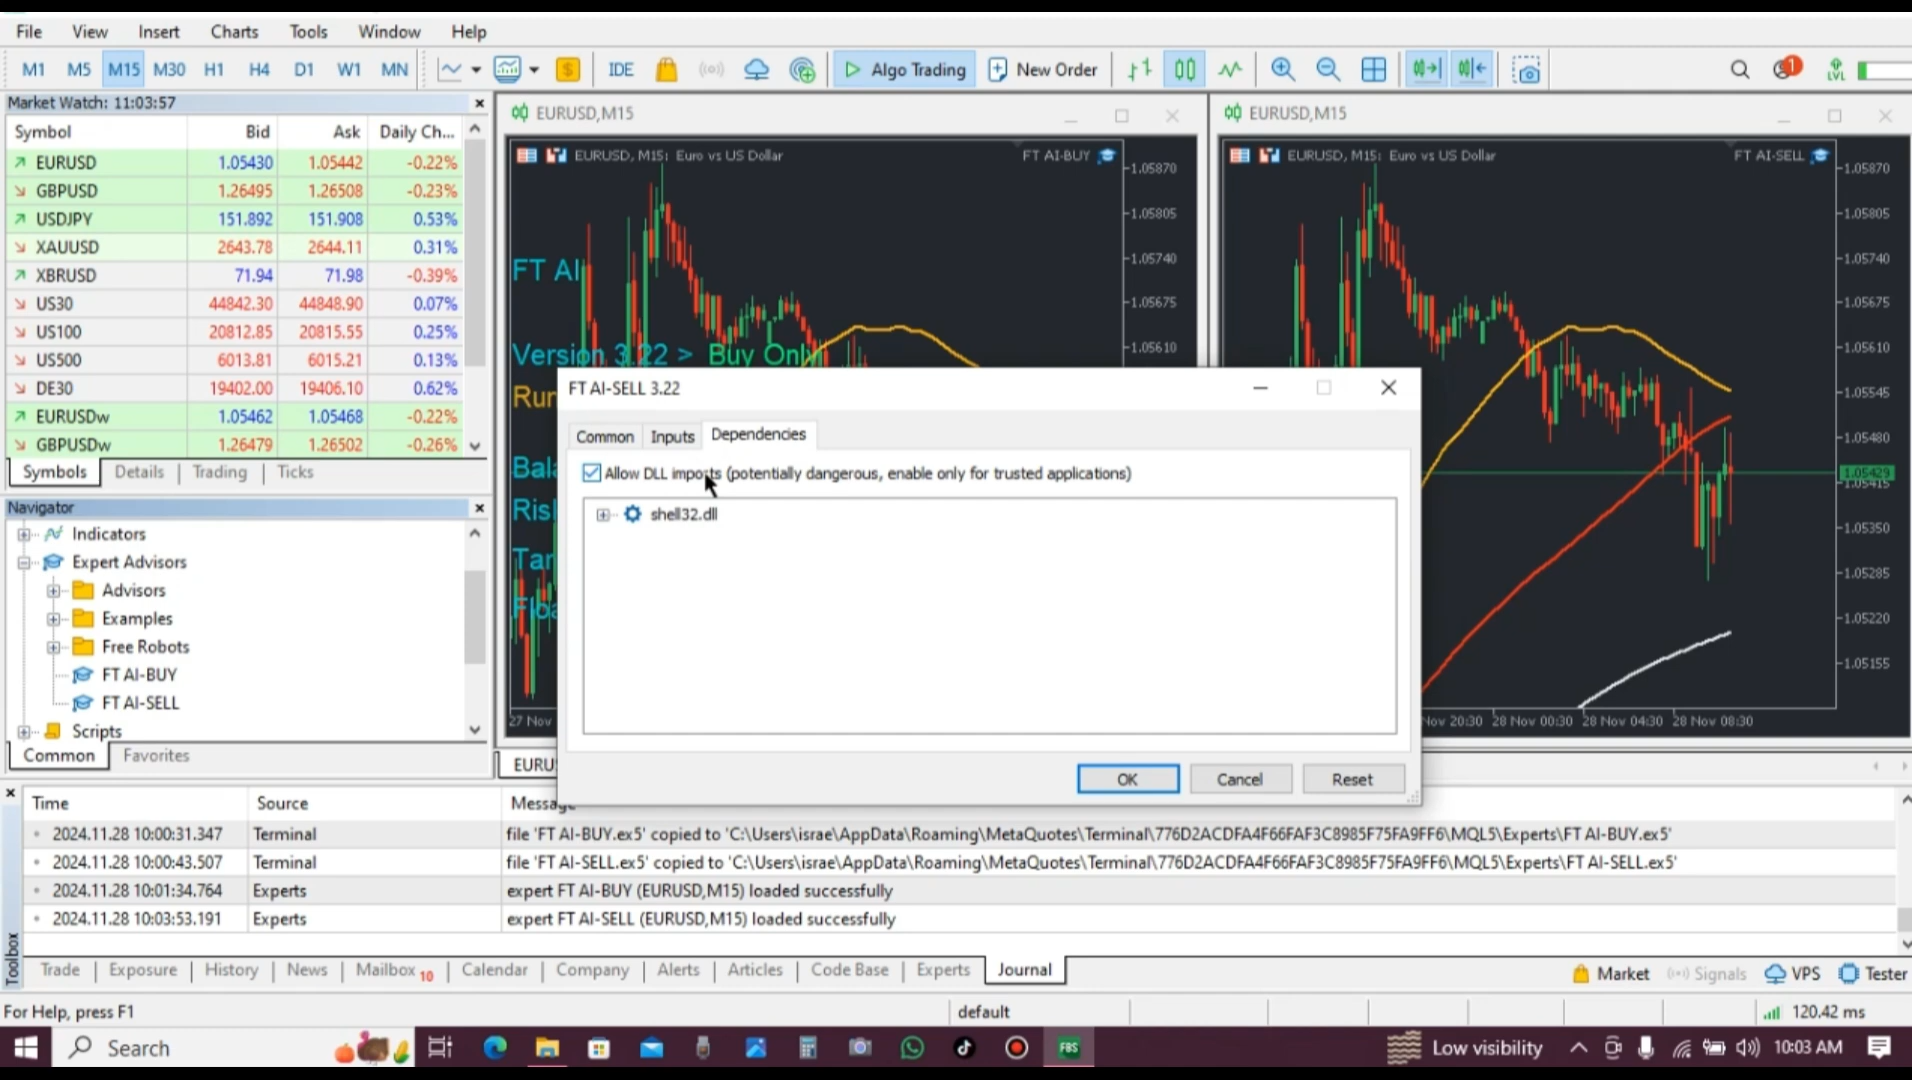 File View Insert Charts Tools Window Help
M1 M5 M15 M30 H1 H4 D1 W1 MN IDE Algo Trading New Order 1 LVL
Market Watch: 11:03:57
Symbol Bid Ask Daily Ch...
EURUSD 1.05430 1.05442 -0.22%
GBPUSD 1.26495 1.26508 -0.23%
USDJPY 151.892 151.908 0.53%
XAUUSD 2643.78 2644.11 0.31%
XBRUSD 71.94 71.98 -0.39%
US30 44842.30 44848.90 0.07%
US100 20812.85 20815.55 0.25%
US500 6013.81 6015.21 0.13%
DE30 19402.00 19406.10 0.62%
EURUSDw 1.05462 1.05468 -0.22%
GBPUSDw 1.26479 1.26502 -0.26%
Symbols Details Trading Ticks
Navigator
Indicators
Expert Advisors
Advisors
Examples
Free Robots
FT AI-BUY
FT AI-SELL
Scripts
Common Favorites
EURUSD,M15
EURUSD, M15: Euro vs US Dollar FT AI-BUY
1.05870
1.05805
1.05740
1.05675
1.05610
FT AI
Version 3.22 > Buy Only
Run
Bala
Ris
Tar
Floa
27 Nov
EURU
EURUSD,M15
EURUSD, M15: Euro vs US Dollar FT AI-SELL
1.05870
1.05805
1.05740
1.05675
1.05610
1.05545
1.05480
1.05429
1.05415
1.05350
1.05285
1.05220
1.05155
Nov 20:30 28 Nov 00:30 28 Nov 04:30 28 Nov 08:30
FT AI-SELL 3.22
Common Inputs Dependencies
Allow DLL imports (potentially dangerous, enable only for trusted applications)
shell32.dll
OK Cancel Reset
Time Source Message
2024.11.28 10:00:31.347 Terminal file 'FT AI-BUY.ex5' copied to 'C:\Users\israe\AppData\Roaming\MetaQuotes\Terminal\776D2ACDFA4F66FAF3C8985F75FA9FF6\MQL5\Experts\FT AI-BUY.ex5'
2024.11.28 10:00:43.507 Terminal file 'FT AI-SELL.ex5' copied to 'C:\Users\israe\AppData\Roaming\MetaQuotes\Terminal\776D2ACDFA4F66FAF3C8985F75FA9FF6\MQL5\Experts\FT AI-SELL.ex5'
2024.11.28 10:01:34.764 Experts expert FT AI-BUY (EURUSD,M15) loaded successfully
2024.11.28 10:03:53.191 Experts expert FT AI-SELL (EURUSD,M15) loaded successfully
Toolbox
Trade Exposure History News Mailbox 10 Calendar Company Alerts Articles Code Base Experts Journal Market Signals VPS Tester
For Help, press F1 default 120.42 ms
Search FBS Low visibility 10:03 AM